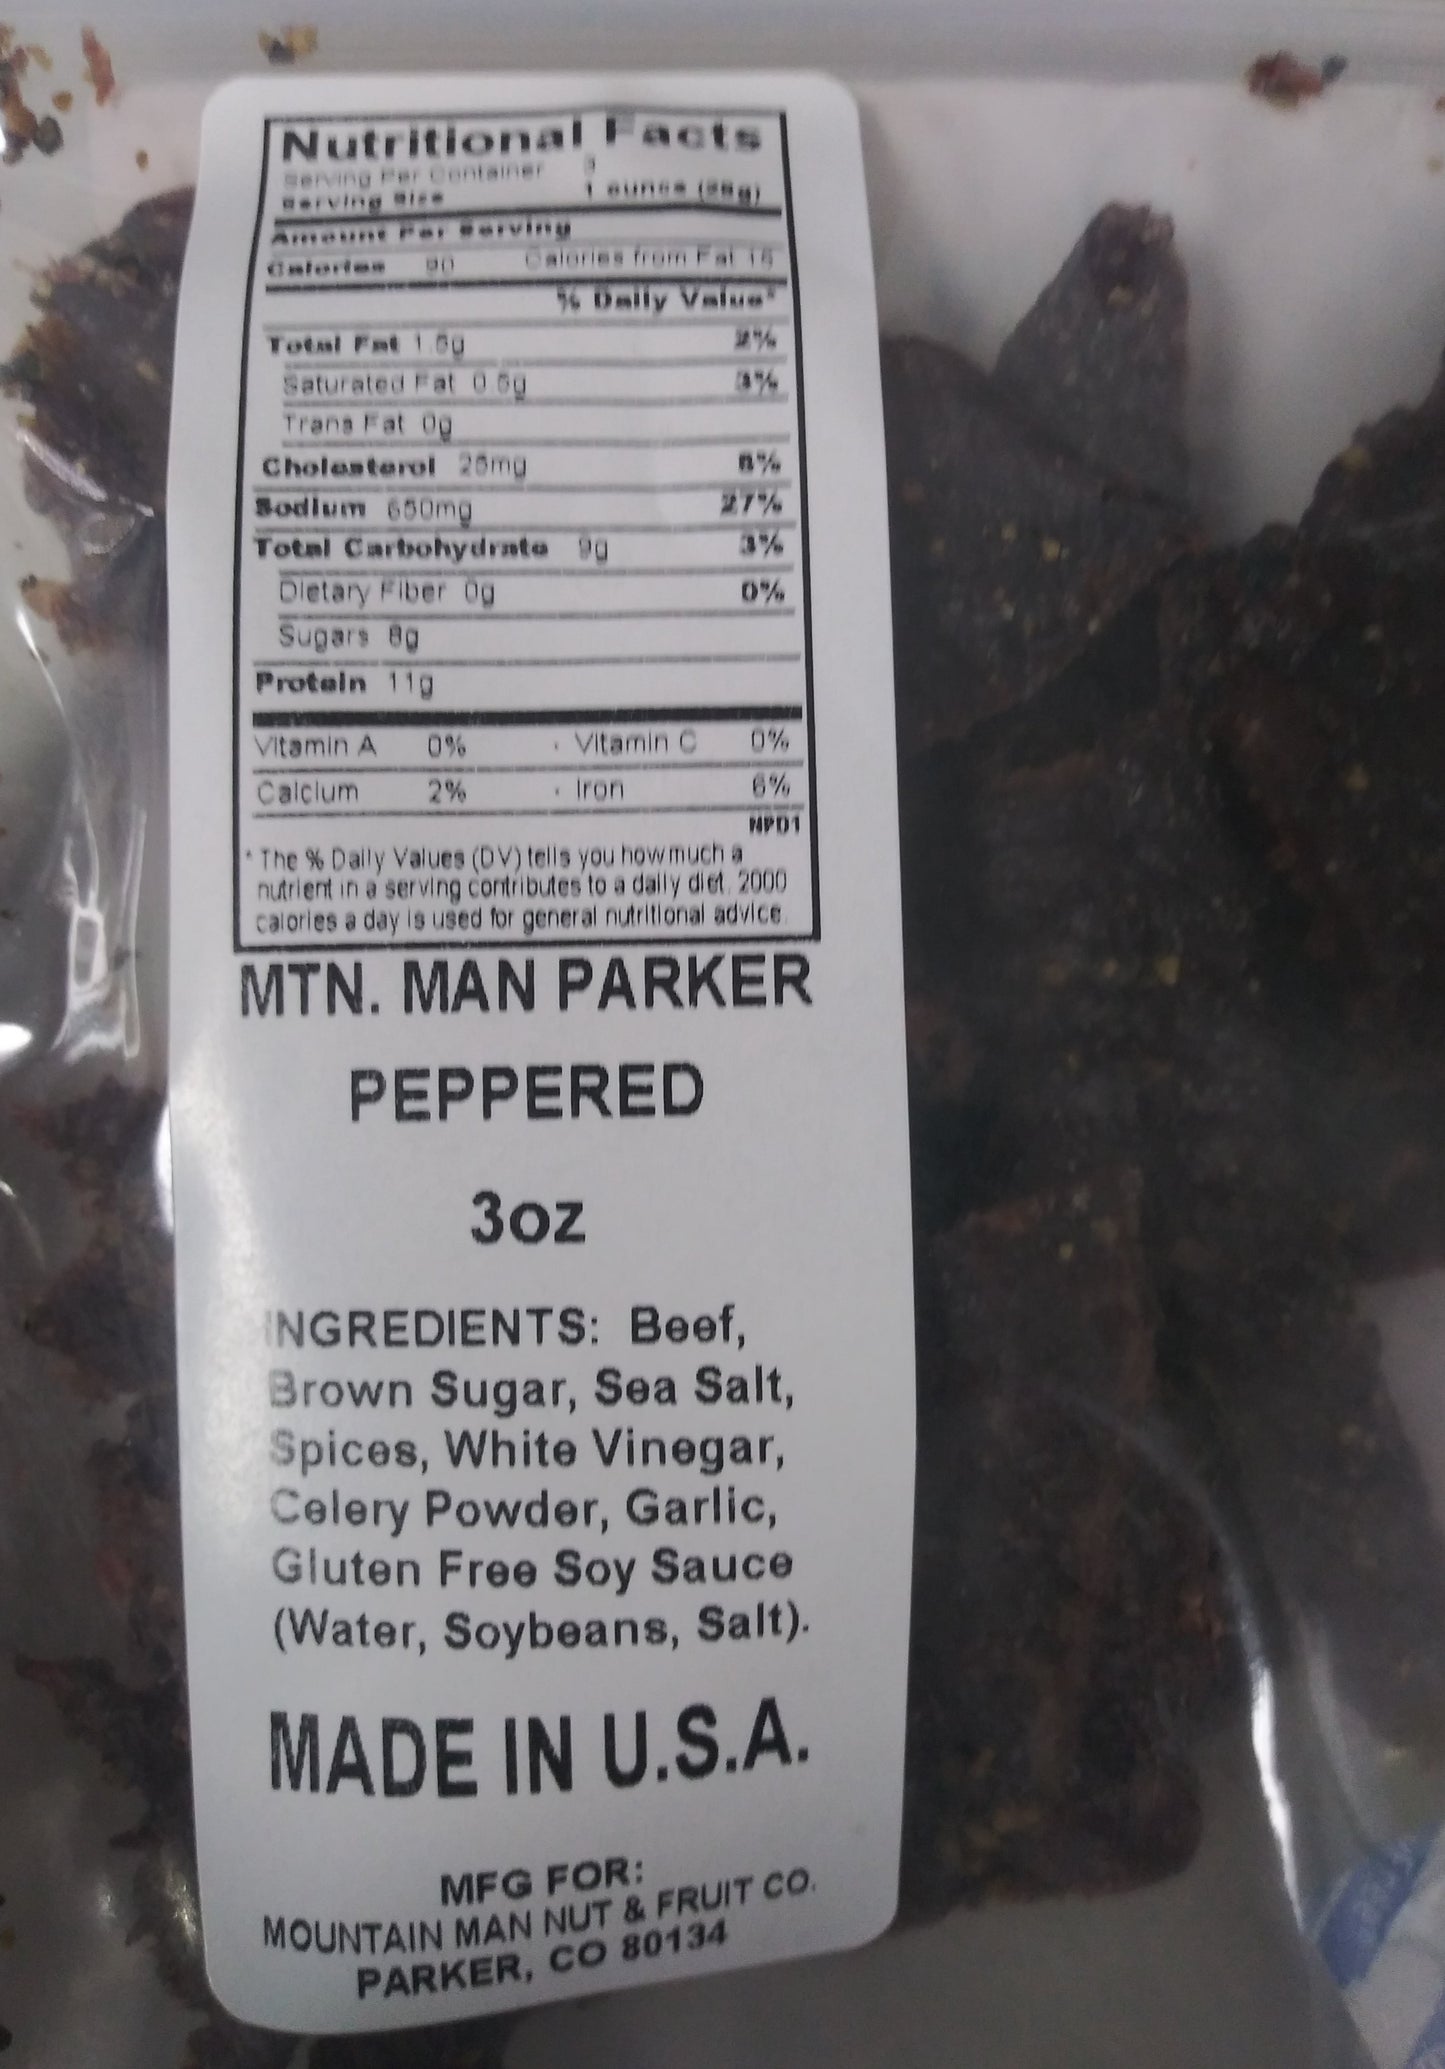 Nutritional Facts
Serving Per Container 3
Serving Size 1 ounce (28g)
Amount Per Serving
Calories 90 Calories from Fat 15
% Daily Value*
Total Fat 1.5g 2%
Saturated Fat 0.5g 3%
Trans Fat 0g
Cholesterol 25mg 8%
Sodium 650mg 27%
Total Carbohydrate 9g 3%
Dietary Fiber 0g 0%
Sugars 8g
Protein 11g
Vitamin A 0% · Vitamin C 0%
Calcium 2% · Iron 6%
NPD1
* The % Daily Values (DV) tells you how much a
nutrient in a serving contributes to a daily diet. 2000
calories a day is used for general nutritional advice.
MTN. MAN PARKER
PEPPERED
3oz
INGREDIENTS: Beef,
Brown Sugar, Sea Salt,
Spices, White Vinegar,
Celery Powder, Garlic,
Gluten Free Soy Sauce
(Water, Soybeans, Salt).
MADE IN U.S.A.
MFG FOR:
MOUNTAIN MAN NUT & FRUIT CO.
PARKER, CO 80134